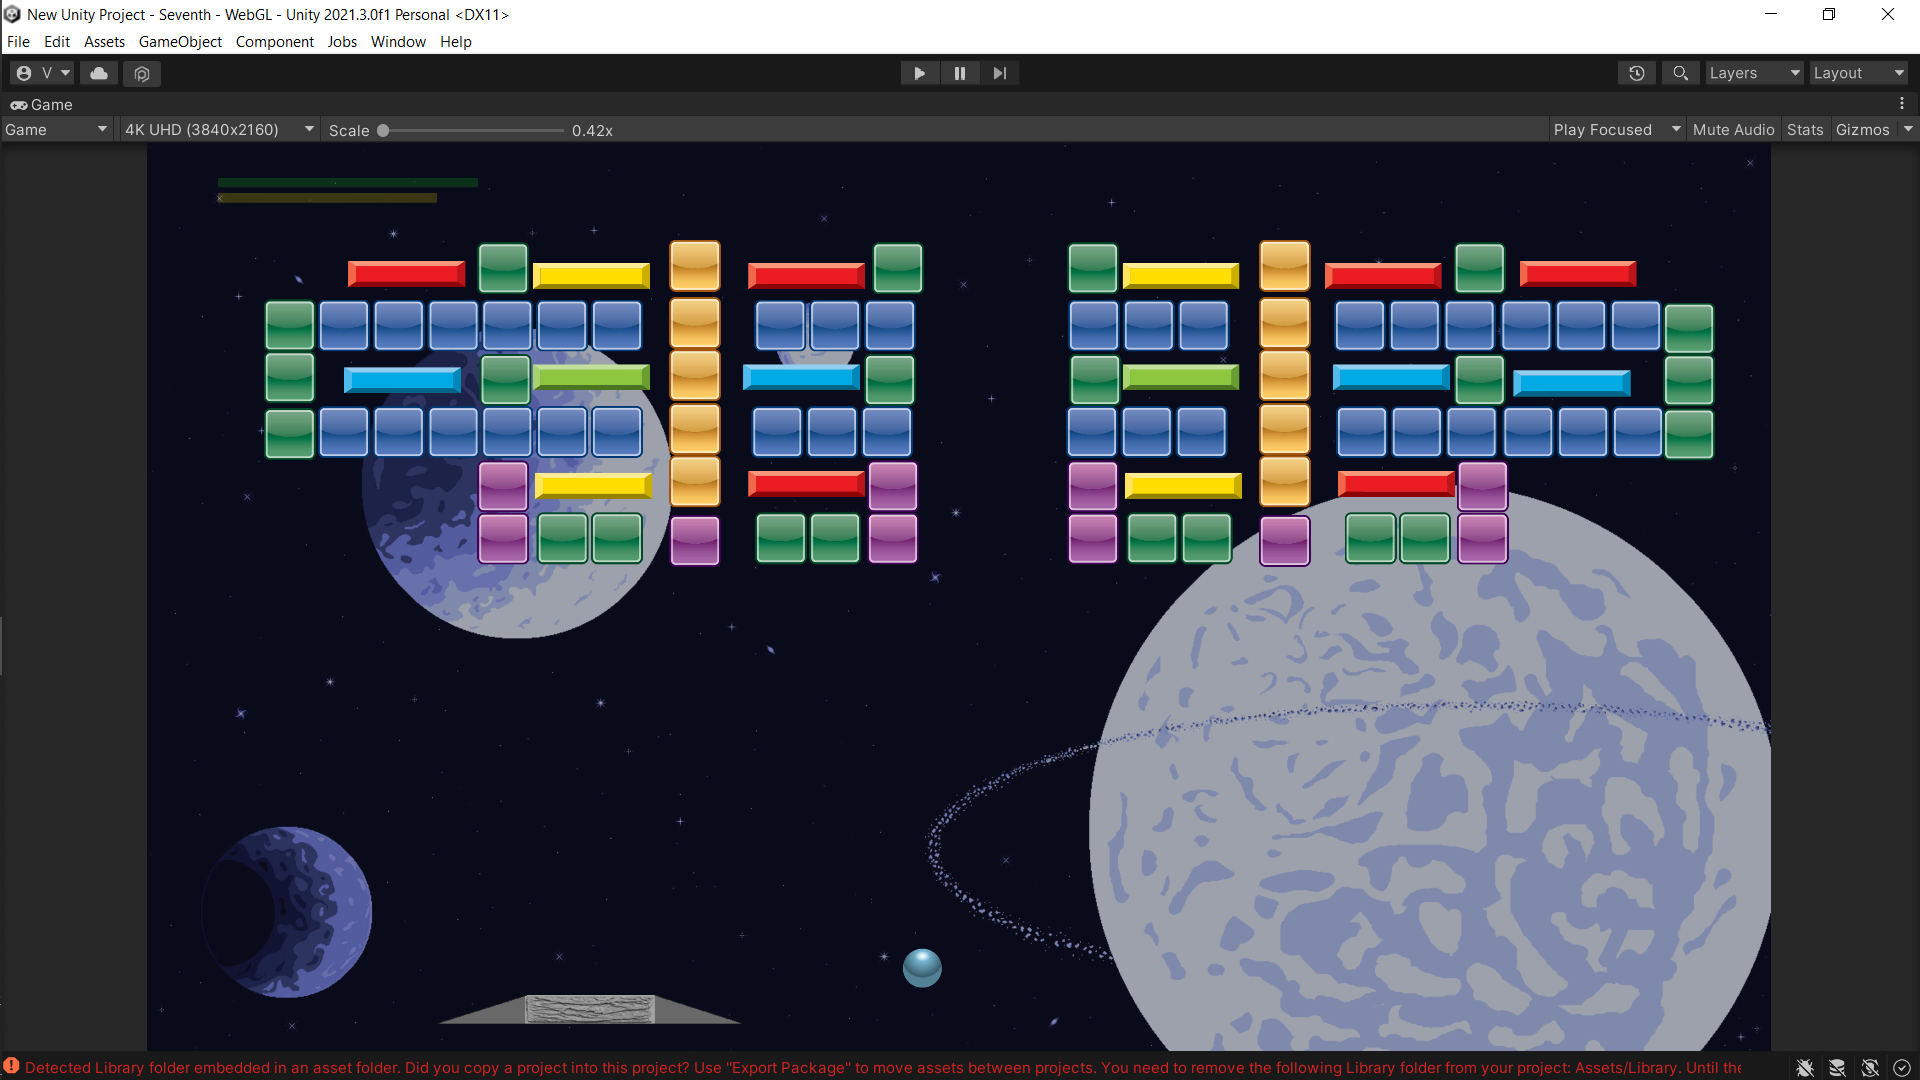 New Unity Project - Seventh - WebGL - Unity 2021.3.0f1 Personal <DX11>
File Edit Assets GameObject Component Jobs Window Help
V Layers Layout
Game
Game 4K UHD (3840x2160) Scale 0.42x Play Focused Mute Audio Stats Gizmos
Detected Library folder embedded in an asset folder. Did you copy a project into this project? Use "Export Package" to move assets between projects. You need to remove the following Library folder from your project: Assets/Library. Until the